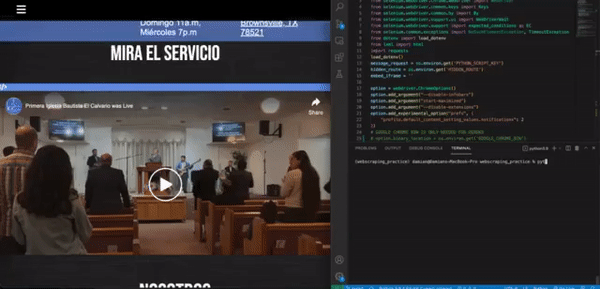 Domingo 11a.m,
Miércoles 7p.m
Brownsville, TX
78521
MIRA EL SERVICIO
Primera Iglesia Bautista El Calvario was Live
Share
NOSOTROS
from selenium.webdriver.common.keys import Keys
from selenium.webdriver.common.by import By
from selenium.webdriver.support.ui import WebDriverWait
from selenium.webdriver.support import expected_conditions as EC
from selenium.common.exceptions import NoSuchElementException, TimeoutException
from dotenv import load_dotenv
from lxml import html
import requests
load_dotenv()
message_request = os.environ.get('PYTHON_SCRIPT_KEY')
hidden_route = os.environ.get('HIDDEN_ROUTE')
embed_iframe = ""
option = webdriver.ChromeOptions()
option.add_argument("--disable-infobars")
option.add_argument("start-maximized")
option.add_argument("--disable-extensions")
option.add_experimental_option("prefs", {
"profile.default_content_setting_values.notifications": 2
})
# GOOGLE CHROME BIN IS ONLY NEEDED FOR HEROKU
# option.binary_location = os.environ.get('GOOGLE_CHROME_BIN')
PROBLEMS OUTPUT DEBUG CONSOLE TERMINAL
(webscraping_practice) damian@Damians-MacBook-Pro webscraping_practice % pyt